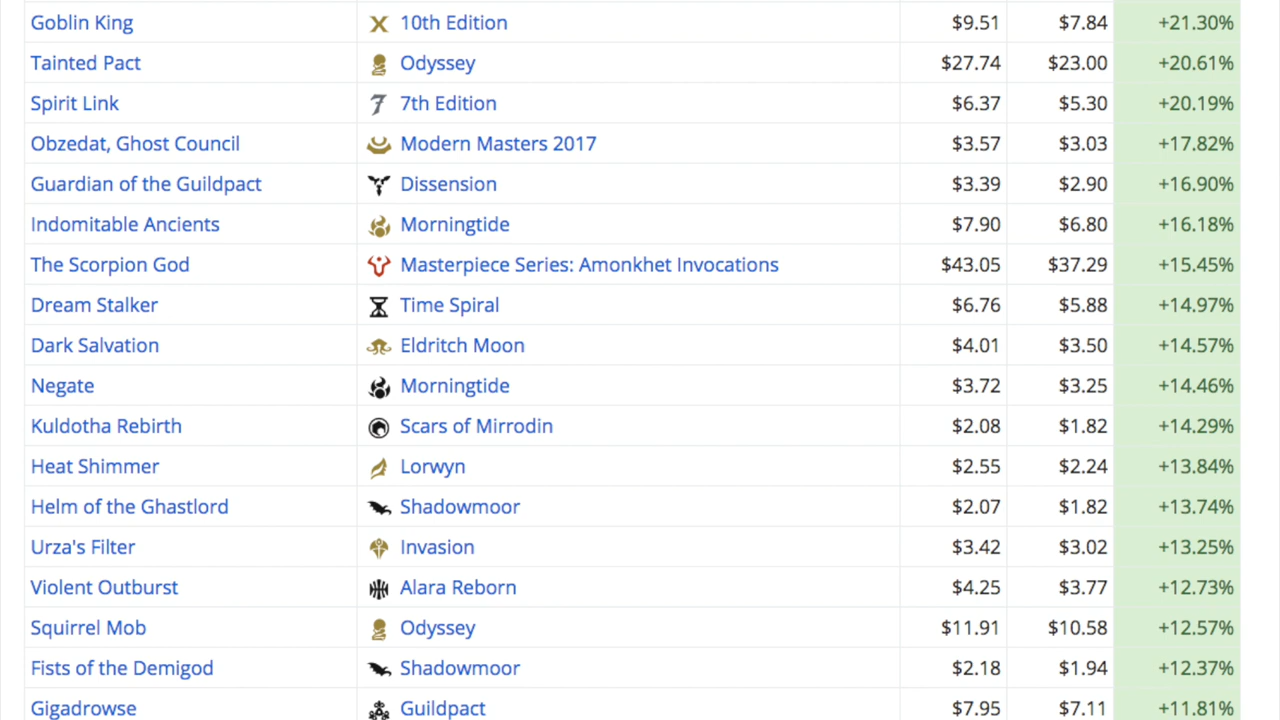 Goblin King 10th Edition $9.51 $7.84 +21.30%
Tainted Pact Odyssey $27.74 $23.00 +20.61%
Spirit Link 7th Edition $6.37 $5.30 +20.19%
Obzedat, Ghost Council Modern Masters 2017 $3.57 $3.03 +17.82%
Guardian of the Guildpact Dissension $3.39 $2.90 +16.90%
Indomitable Ancients Morningtide $7.90 $6.80 +16.18%
The Scorpion God Masterpiece Series: Amonkhet Invocations $43.05 $37.29 +15.45%
Dream Stalker Time Spiral $6.76 $5.88 +14.97%
Dark Salvation Eldritch Moon $4.01 $3.50 +14.57%
Negate Morningtide $3.72 $3.25 +14.46%
Kuldotha Rebirth Scars of Mirrodin $2.08 $1.82 +14.29%
Heat Shimmer Lorwyn $2.55 $2.24 +13.84%
Helm of the Ghastlord Shadowmoor $2.07 $1.82 +13.74%
Urza's Filter Invasion $3.42 $3.02 +13.25%
Violent Outburst Alara Reborn $4.25 $3.77 +12.73%
Squirrel Mob Odyssey $11.91 $10.58 +12.57%
Fists of the Demigod Shadowmoor $2.18 $1.94 +12.37%
Gigadrowse Guildpact $7.95 $7.11 +11.81%